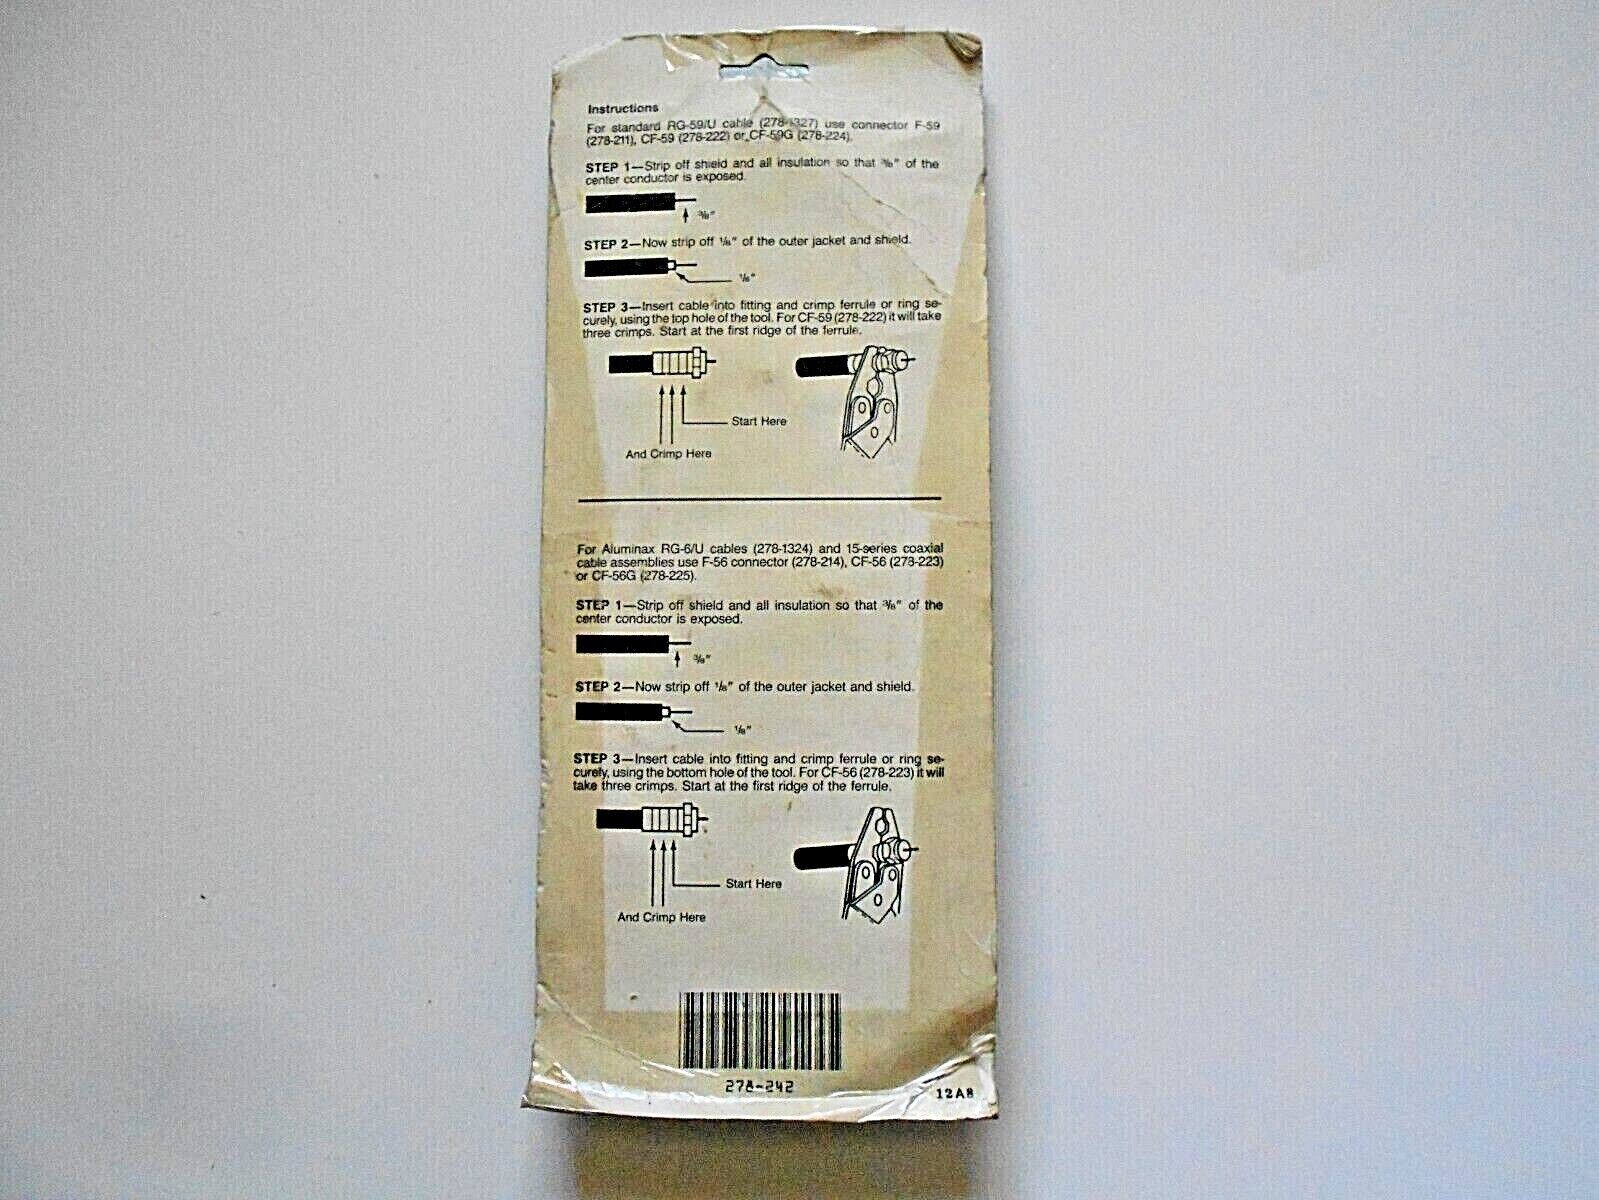 Instructions
For standard RG-59/U cable (278-1327) use connector F-59
(278-211), CF-59 (278-222) or CF-59G (278-224).
STEP 1—Strip off shield and all insulation so that ³/₈" of the
center conductor is exposed.
³/₈"
STEP 2—Now strip off ¹/₈" of the outer jacket and shield.
¹/₈"
STEP 3—Insert cable into fitting and crimp ferrule or ring se-
curely, using the top hole of the tool. For CF-59 (278-222) it will take
three crimps. Start at the first ridge of the ferrule.
Start Here
And Crimp Here
For Aluminax RG-6/U cables (278-1324) and 15-series coaxial
cable assemblies use F-56 connector (278-214), CF-56 (278-223)
or CF-56G (278-225).
STEP 1—Strip off shield and all insulation so that ³/₈" of the
center conductor is exposed.
³/₈"
STEP 2—Now strip off ¹/₈" of the outer jacket and shield.
¹/₈"
STEP 3—Insert cable into fitting and crimp ferrule or ring se-
curely, using the bottom hole of the tool. For CF-56 (278-223) it will
take three crimps. Start at the first ridge of the ferrule.
Start Here
And Crimp Here
278-242
12A8